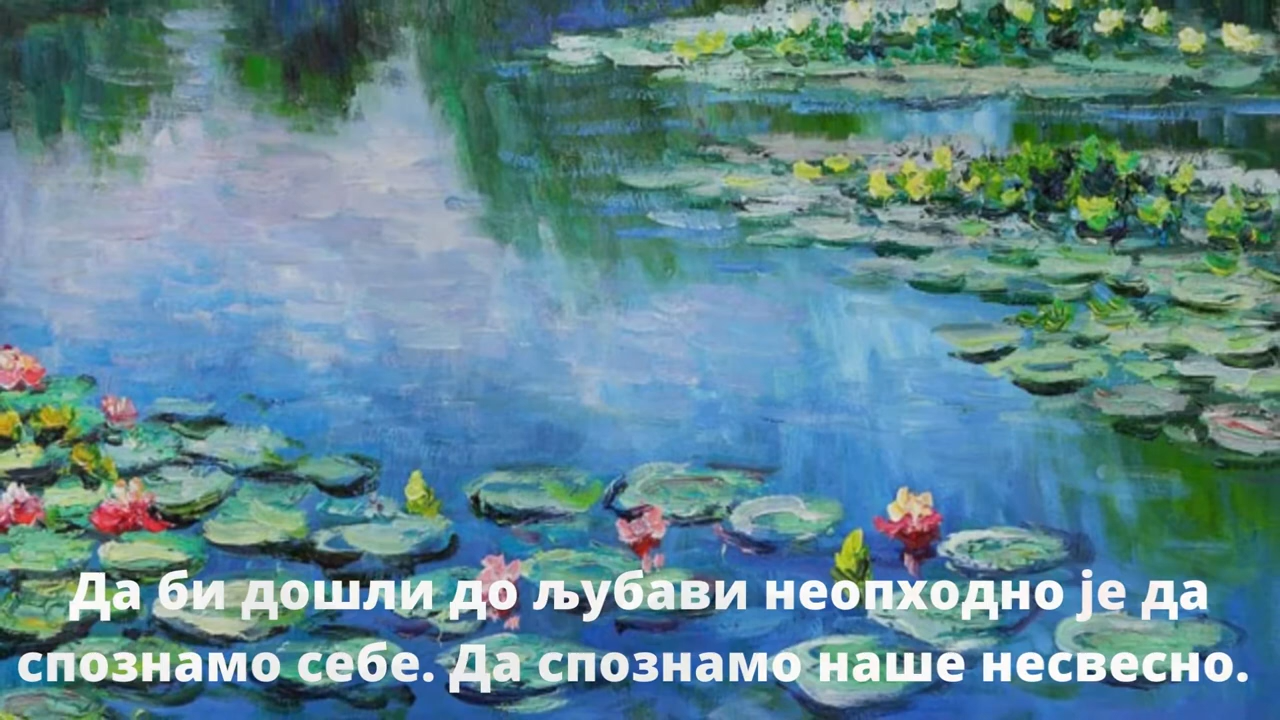 Да би дошли до љубави неопходно је да
спознамо себе. Да спознамо наше несвесно.